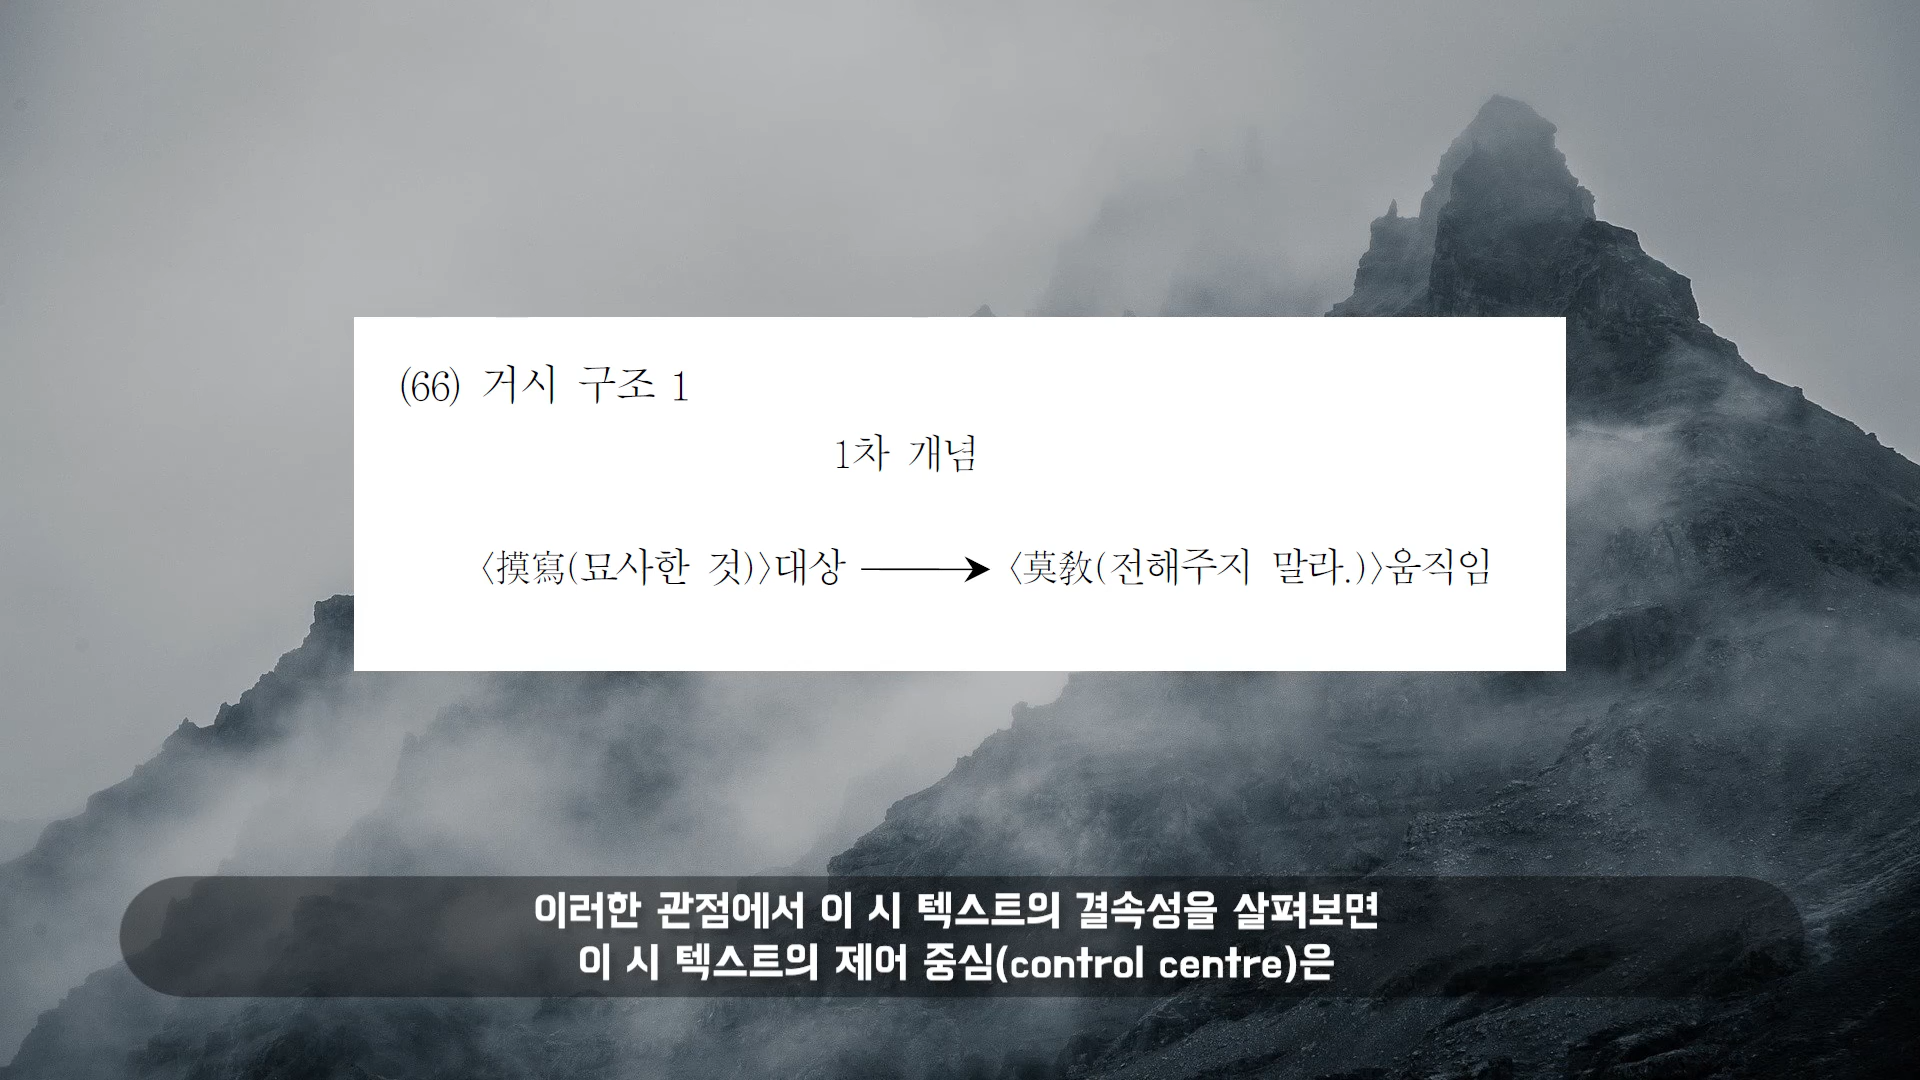 (66) 거시 구조 1
1차 개념
〈摸寫(묘사한 것)〉대상 ⟶ 〈莫敎(전해주지 말라.)〉움직임
이러한 관점에서 이 시 텍스트의 결속성을 살펴보면
이 시 텍스트의 제어 중심(control centre)은